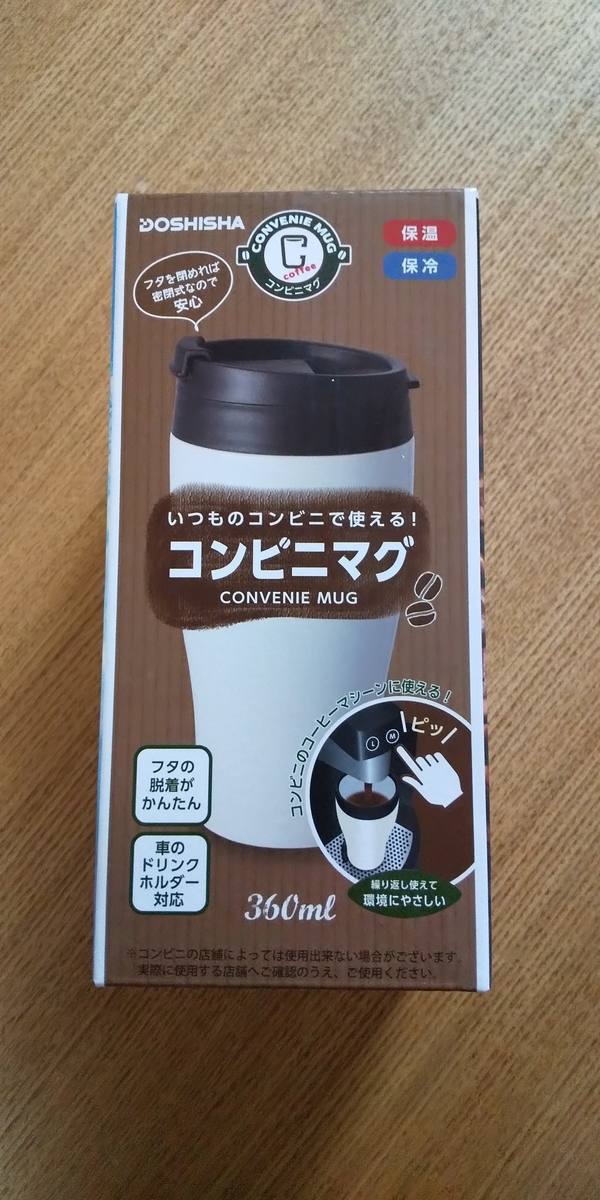 DOSHISHA
CONVENIE MUG
coffee
コンビニマグ
保温
保冷
フタを閉めれば
密閉式なので
安心
いつものコンビニで使える!
コンビニマグ
CONVENIE MUG
コンビニのコーヒーマシーンに使える!
ピッ
L
M
フタの
脱着が
かんたん
車の
ドリンク
ホルダー
対応
360ml
繰り返し使えて
環境にやさしい
※コンビニの店舗によっては使用出来ない場合がございます。
実際に使用する店舗へご確認のうえ、ご使用ください。